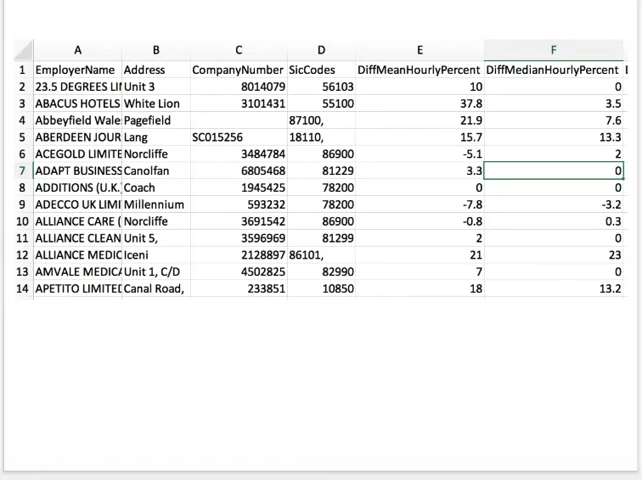 A B C D E F
1 EmployerName Address CompanyNumber SicCodes DiffMeanHourlyPercent DiffMedianHourlyPercent
2 23.5 DEGREES LI Unit 3 8014079 56103 10 0
3 ABACUS HOTELS White Lion 3101431 55100 37.8 3.5
4 Abbeyfield Wale Pagefield 87100, 21.9 7.6
5 ABERDEEN JOUR Lang SC015256 18110, 15.7 13.3
6 ACEGOLD LIMITE Norcliffe 3484784 86900 -5.1 2
7 ADAPT BUSINESS Canolfan 6805468 81229 3.3 0
8 ADDITIONS (U.K. Coach 1945425 78200 0 0
9 ADECCO UK LIMI Millennium 593232 78200 -7.8 -3.2
10 ALLIANCE CARE ( Norcliffe 3691542 86900 -0.8 0.3
11 ALLIANCE CLEAN Unit 5, 3596969 81299 2 0
12 ALLIANCE MEDIC Iceni 2128897 86101, 21 23
13 AMVALE MEDICA Unit 1, C/D 4502825 82990 7 0
14 APETITO LIMITED Canal Road, 233851 10850 18 13.2